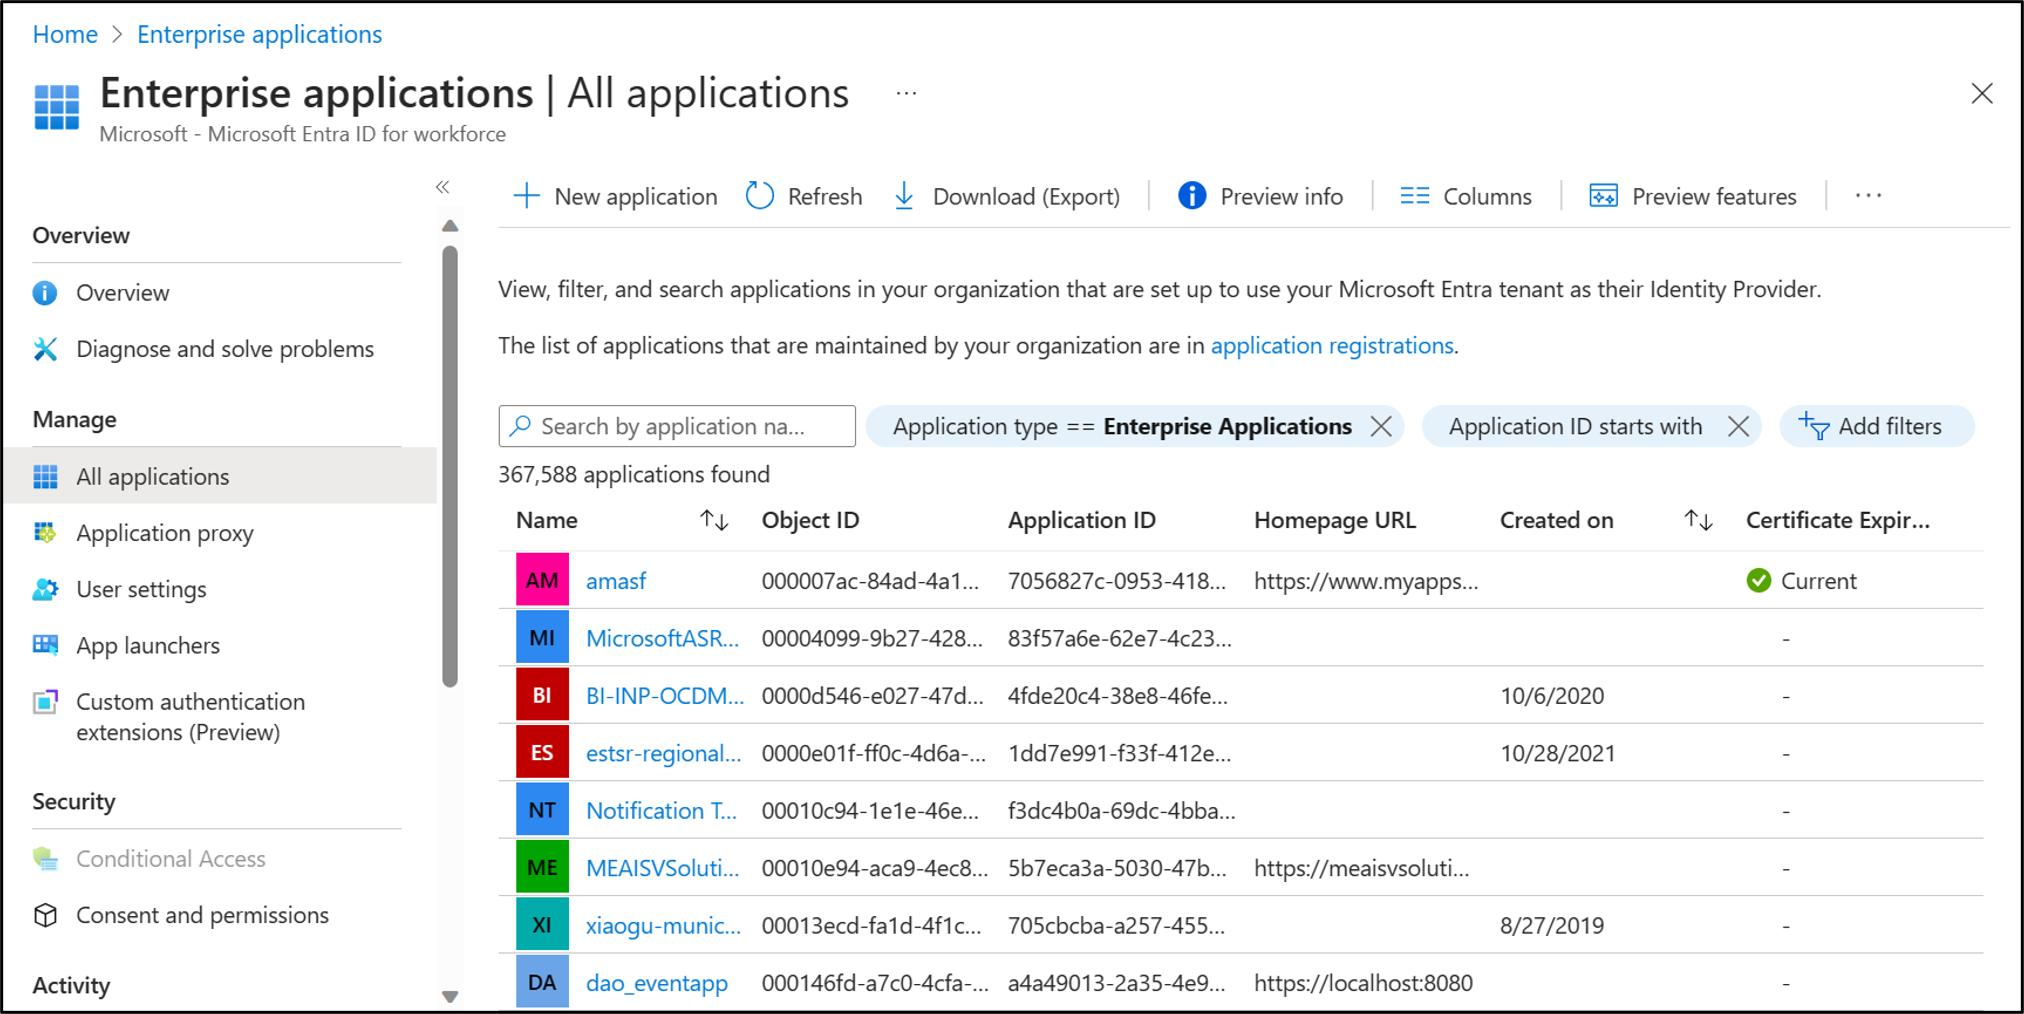 Home > Enterprise applications
Enterprise applications | All applications ...
Microsoft - Microsoft Entra ID for workforce
Overview
Overview
Diagnose and solve problems
Manage
All applications
Application proxy
User settings
App launchers
Custom authentication
extensions (Preview)
Security
Conditional Access
Consent and permissions
Activity
New application Refresh Download (Export) Preview info Columns Preview features ...
View, filter, and search applications in your organization that are set up to use your Microsoft Entra tenant as their Identity Provider.
The list of applications that are maintained by your organization are in application registrations.
Search by application na... Application type == Enterprise Applications Application ID starts with Add filters
367,588 applications found
Name Object ID Application ID Homepage URL Created on Certificate Expir...
AM amasf 000007ac-84ad-4a1... 7056827c-0953-418... https://www.myapps... Current
MI MicrosoftASR... 00004099-9b27-428... 83f57a6e-62e7-4c23... -
BI BI-INP-OCDM... 0000d546-e027-47d... 4fde20c4-38e8-46fe... 10/6/2020 -
ES estsr-regional... 0000e01f-ff0c-4d6a-... 1dd7e991-f33f-412e... 10/28/2021 -
NT Notification T... 00010c94-1e1e-46e... f3dc4b0a-69dc-4bba... -
ME MEAISVSoluti... 00010e94-aca9-4ec8... 5b7eca3a-5030-47b... https://meaisvsoluti... -
XI xiaogu-munic... 00013ecd-fa1d-4f1c... 705cbcba-a257-455... 8/27/2019 -
DA dao_eventapp 000146fd-a7c0-4cfa-... a4a49013-2a35-4e9... https://localhost:8080 -